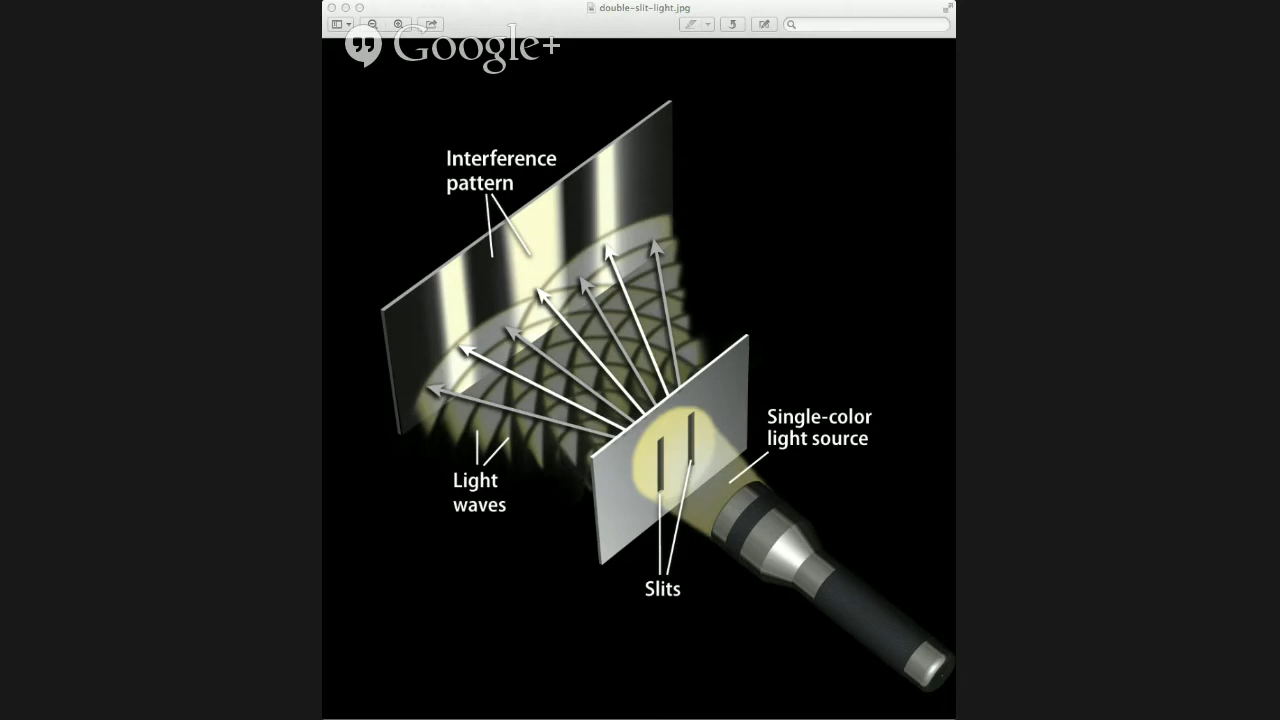 double-slit-light.jpg
Google+
Interference
pattern
Single-color
light source
Light
waves
Slits